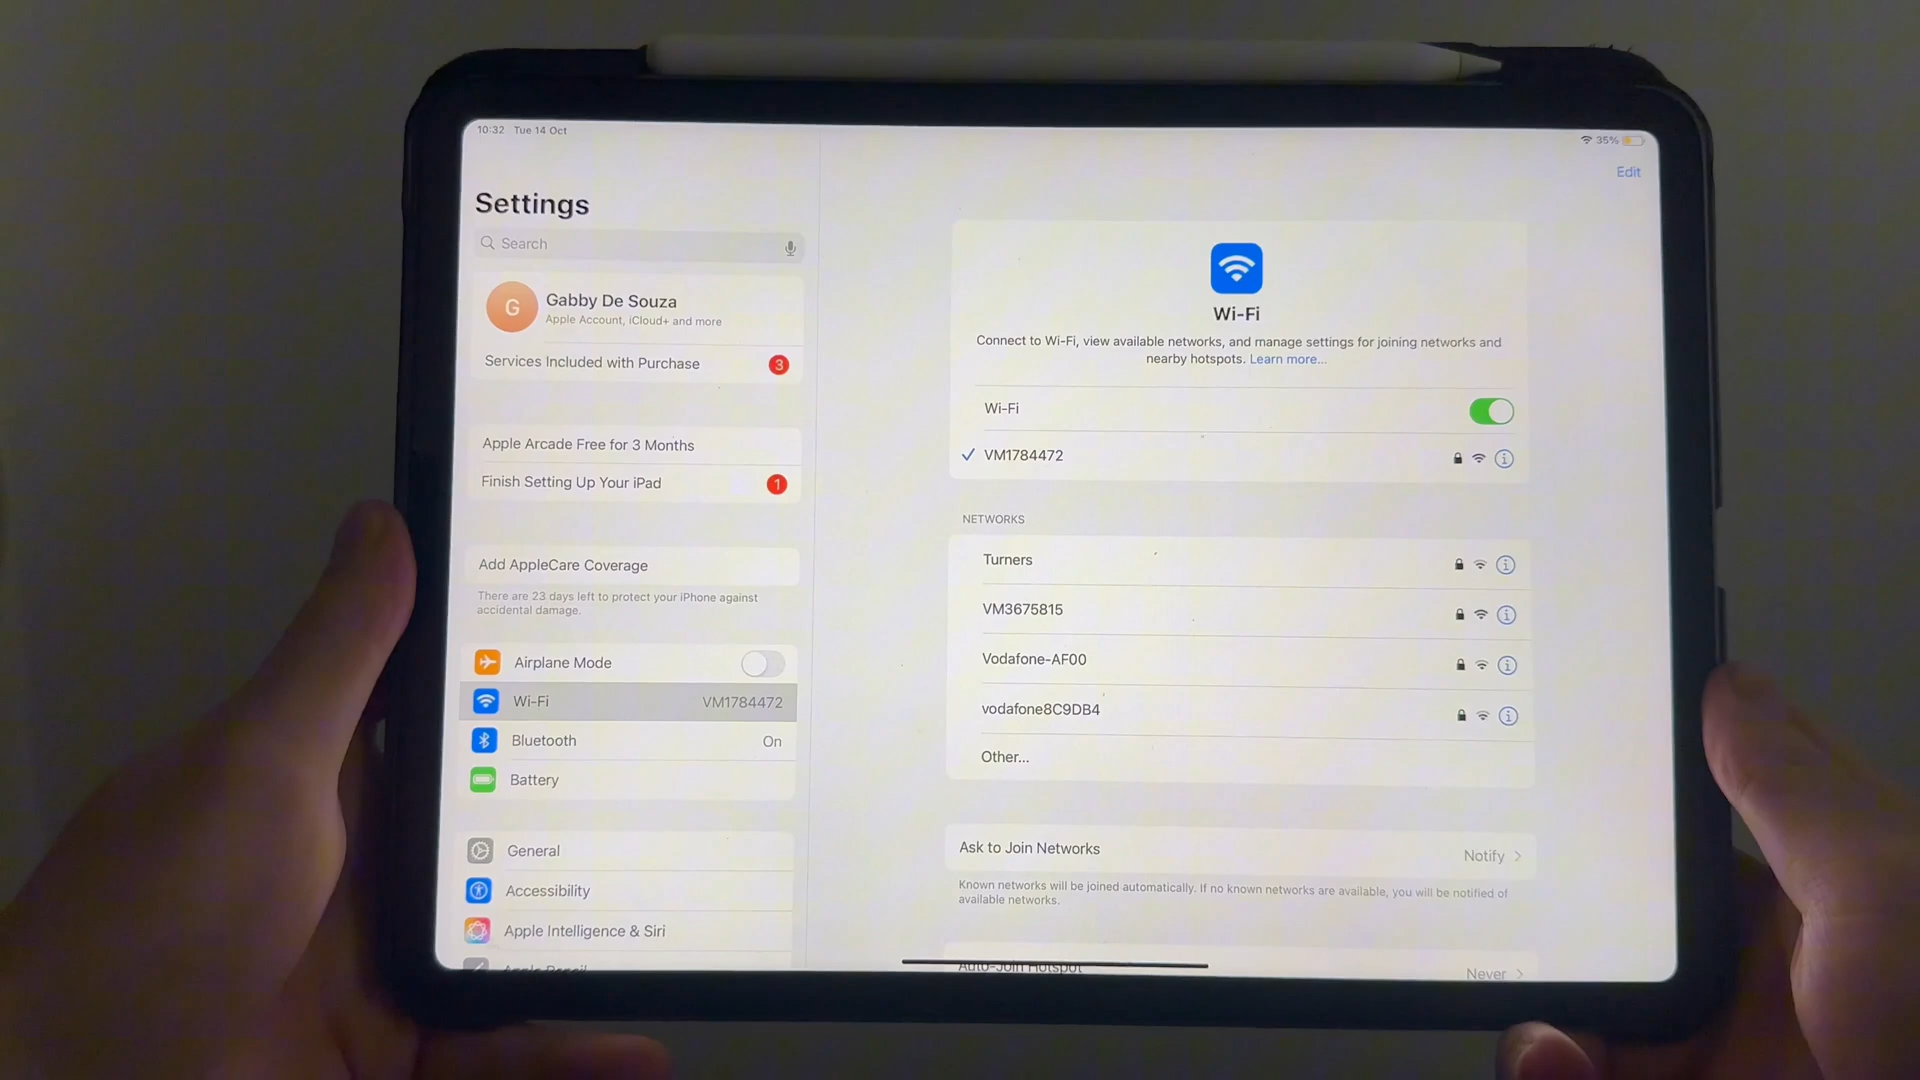 10:32 Tue 14 Oct
35%
Edit
Settings
Search
G
Gabby De Souza
Apple Account, iCloud+ and more
Services Included with Purchase 3
Apple Arcade Free for 3 Months
Finish Setting Up Your iPad 1
Add AppleCare Coverage
There are 23 days left to protect your iPhone against
accidental damage.
Airplane Mode
Wi-Fi VM1784472
Bluetooth On
Battery
General
Accessibility
Apple Intelligence & Siri
Apple Pencil
Wi-Fi
Connect to Wi-Fi, view available networks, and manage settings for joining networks and
nearby hotspots. Learn more...
Wi-Fi
VM1784472
NETWORKS
Turners
VM3675815
Vodafone-AF00
vodafone8C9DB4
Other...
Ask to Join Networks Notify
Known networks will be joined automatically. If no known networks are available, you will be notified of
available networks.
Auto-Join Hotspot Never